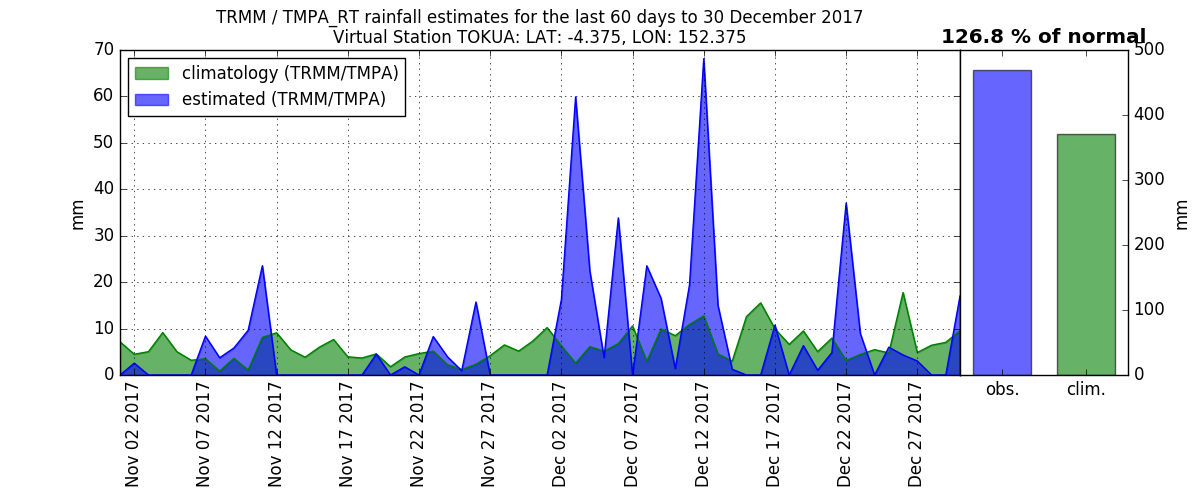 TRMM / TMPA_RT rainfall estimates for the last 60 days to 30 December 2017
Virtual Station TOKUA: LAT: -4.375, LON: 152.375
126.8 % of normal
climatology (TRMM/TMPA)
estimated (TRMM/TMPA)
mm
70
60
50
40
30
20
10
0
Nov 02 2017
Nov 07 2017
Nov 12 2017
Nov 17 2017
Nov 22 2017
Nov 27 2017
Dec 02 2017
Dec 07 2017
Dec 12 2017
Dec 17 2017
Dec 22 2017
Dec 27 2017
obs.
clim.
500
400
300
200
100
0
mm